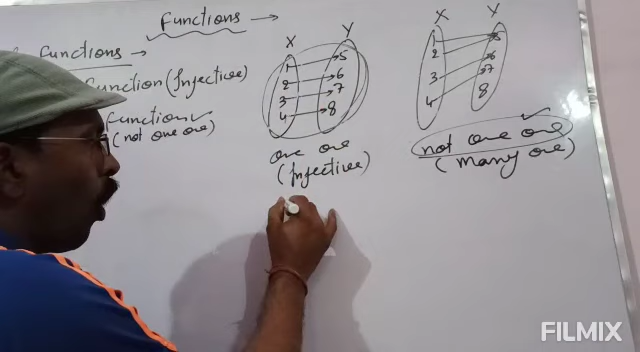 Functions →
Functions →
Function (Injective)
Function ✓
(not one one)
X Y
1 5
2 6
3 7
4 8
one one
(Injective)
X Y
1 5
2 6
3 7
4 8
not one one
(many one)
FILMIX